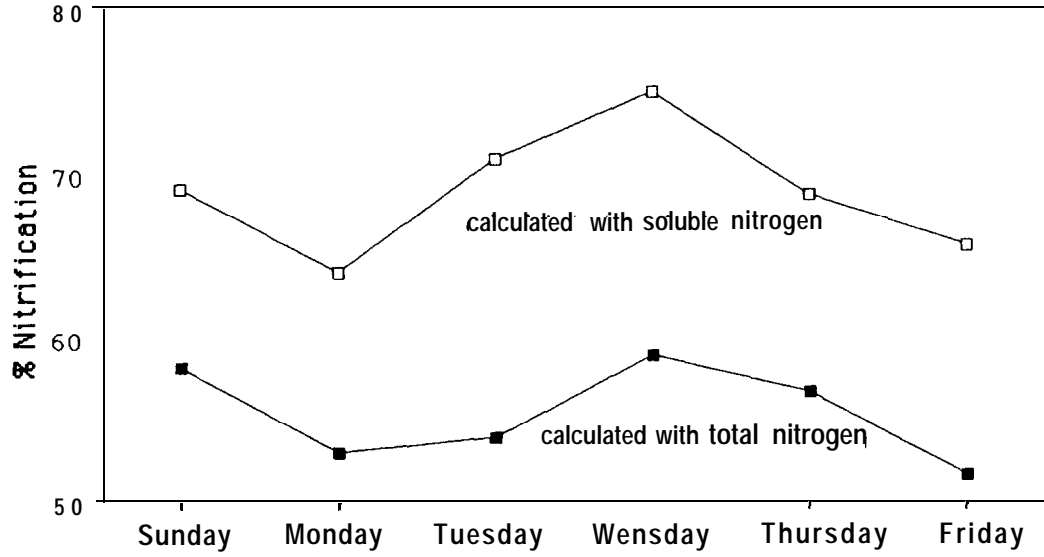 80
70
60
50
% Nitrification
calculated with soluble nitrogen
calculated with total nitrogen
Sunday Monday Tuesday Wensday Thursday Friday